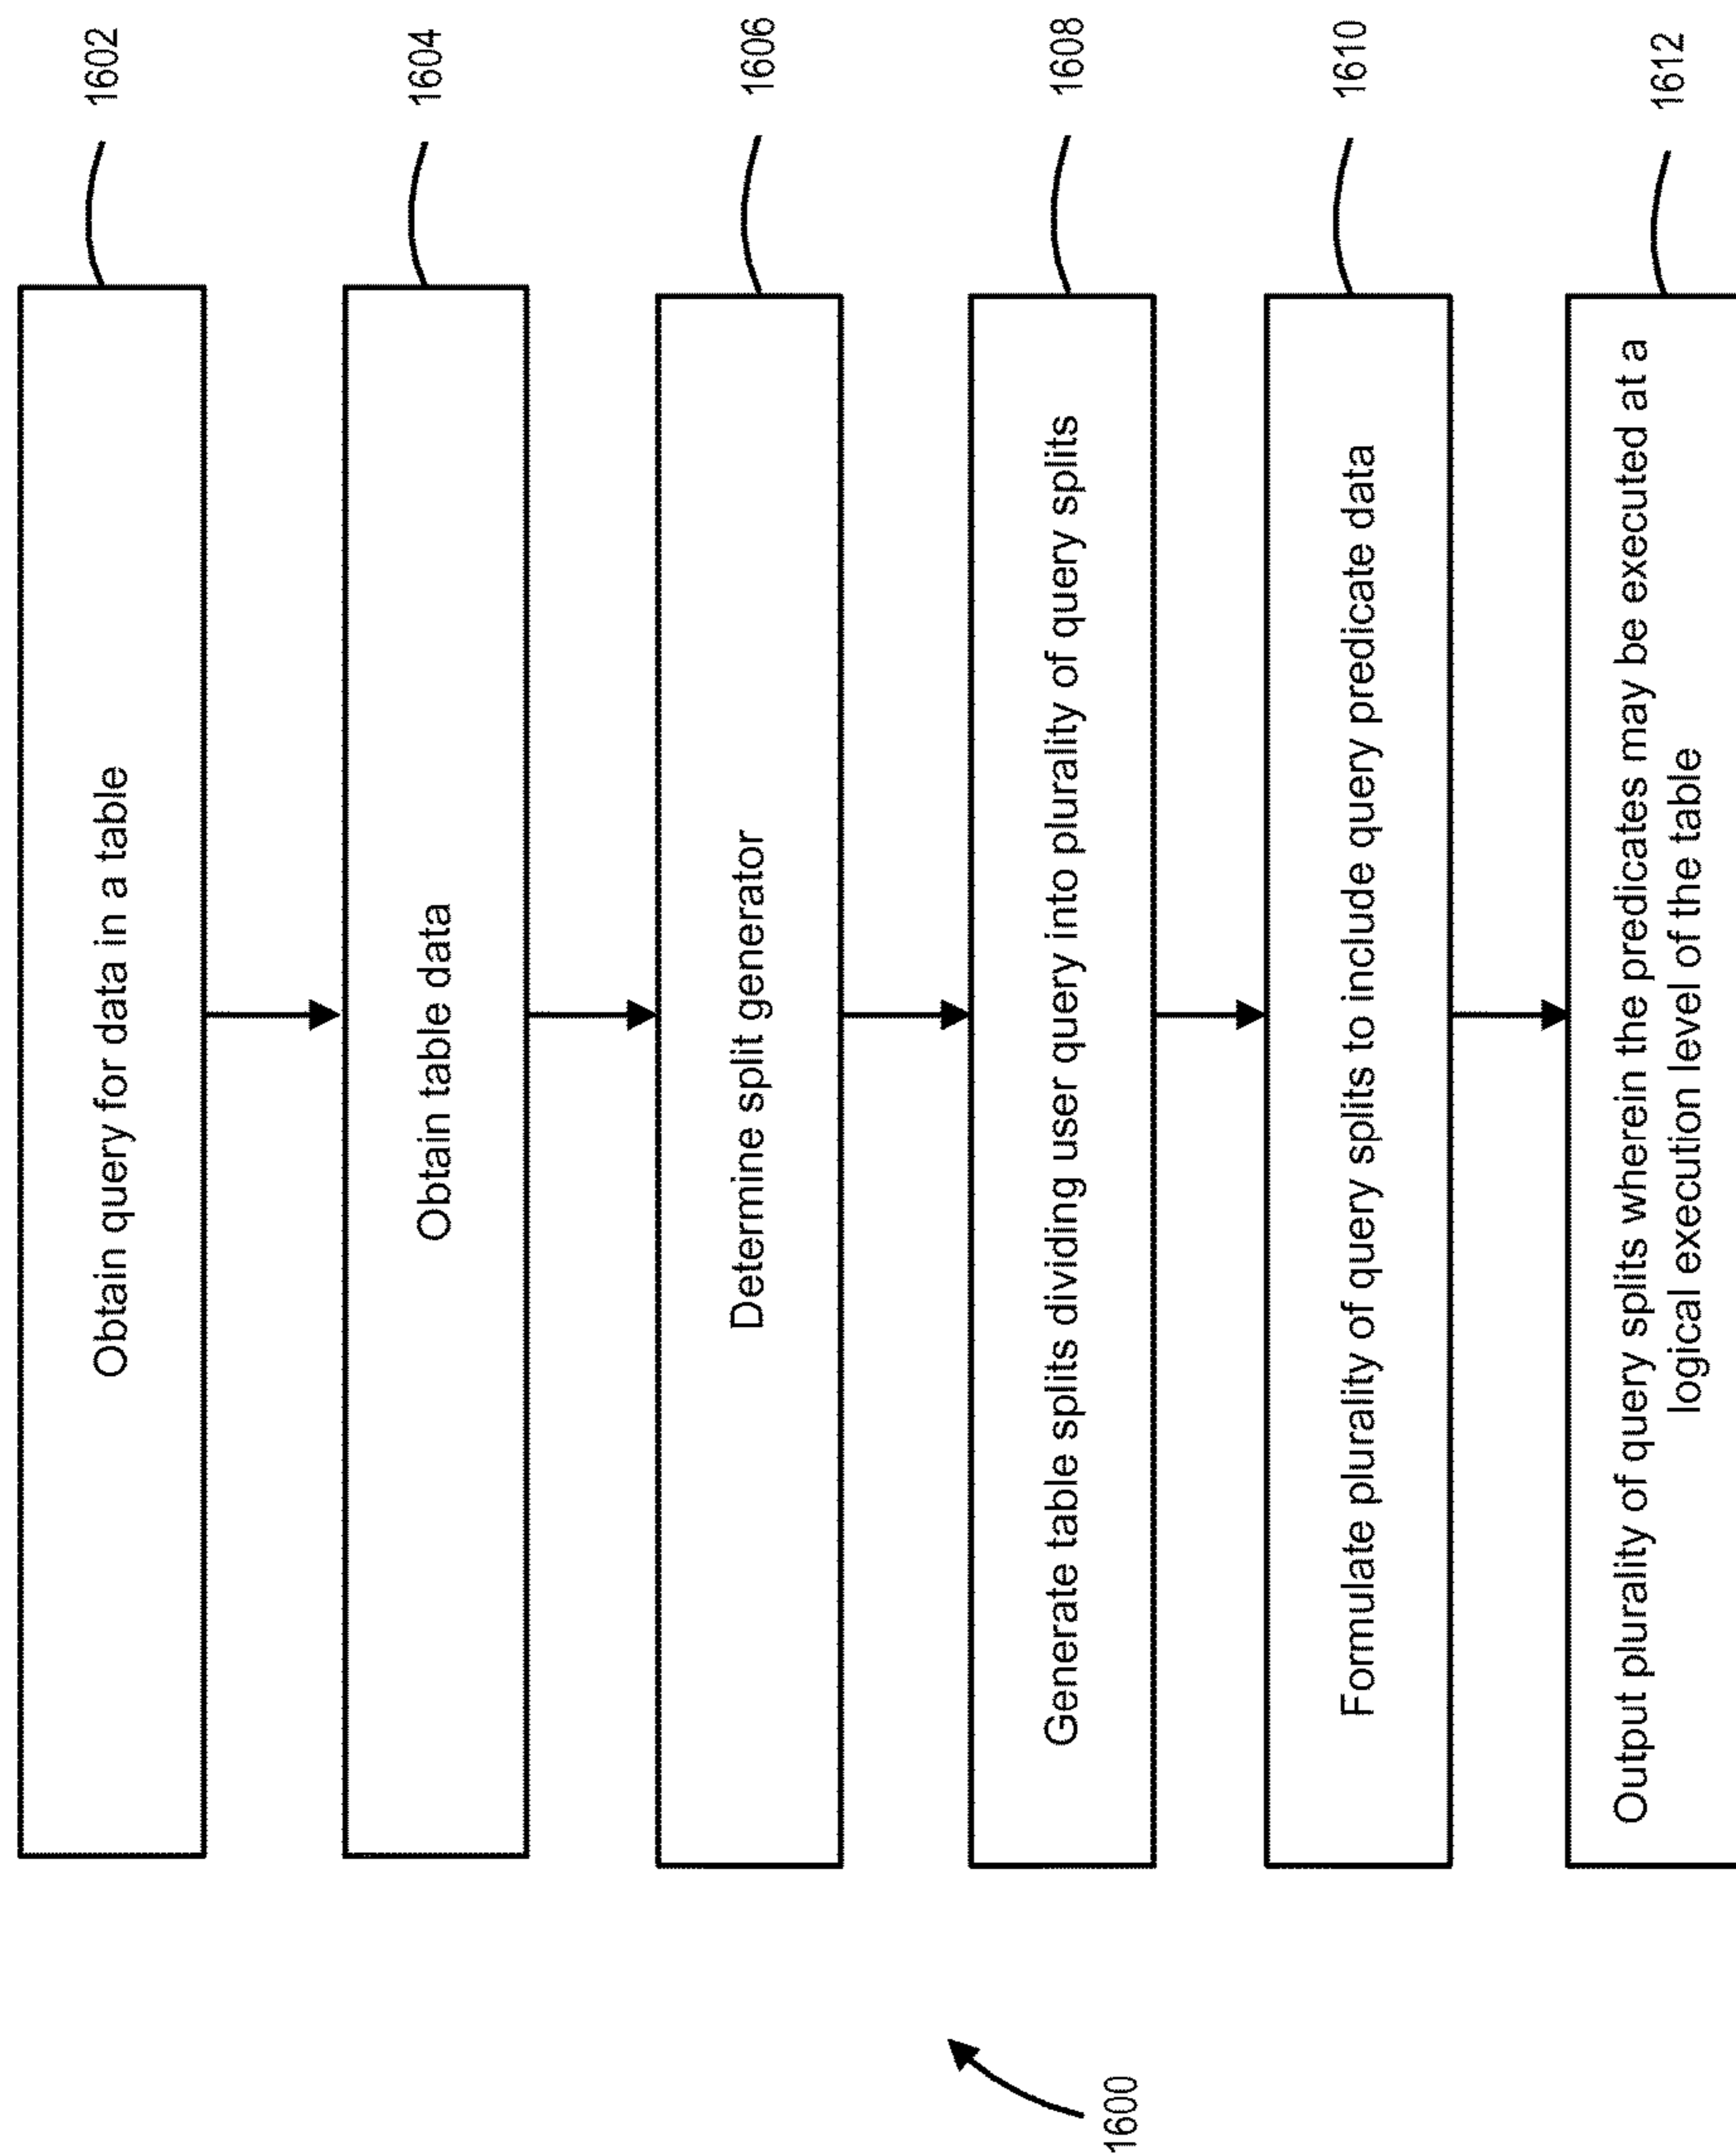 Obtain query for data in a table
1602
Obtain table data
1604
Determine split generator
1606
Generate table splits dividing user query into plurality of query splits
1608
Formulate plurality of query splits to include query predicate data
1610
Output plurality of query splits wherein the predicates may be executed at a
logical execution level of the table
1612
1600